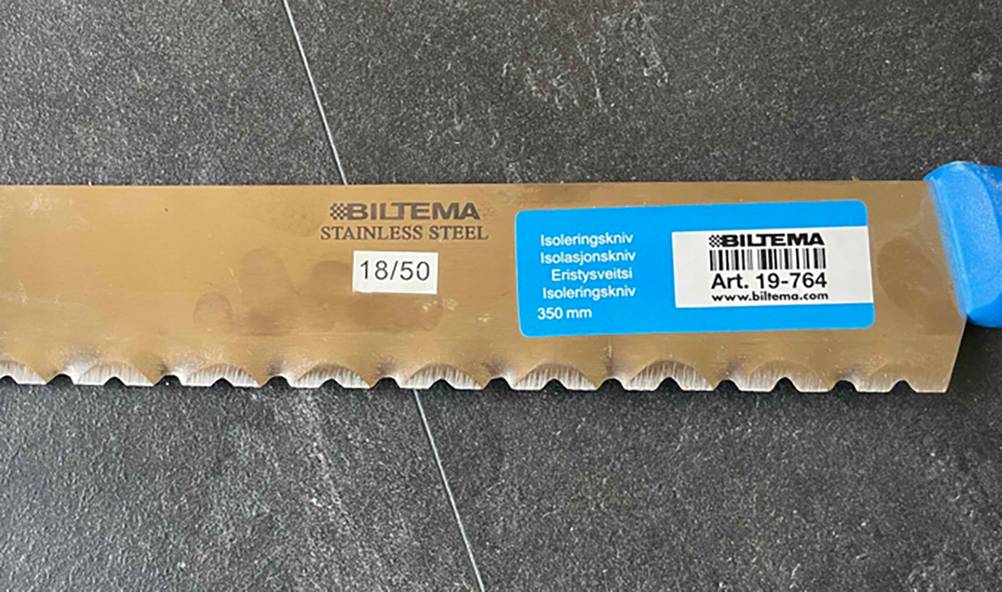 BILTEMA
STAINLESS STEEL
18/50
Isoleringskniv
Isolasjonskniv
Eristysveitsi
Isoleringskniv
350 mm
BILTEMA
Art. 19-764
www.biltema.com